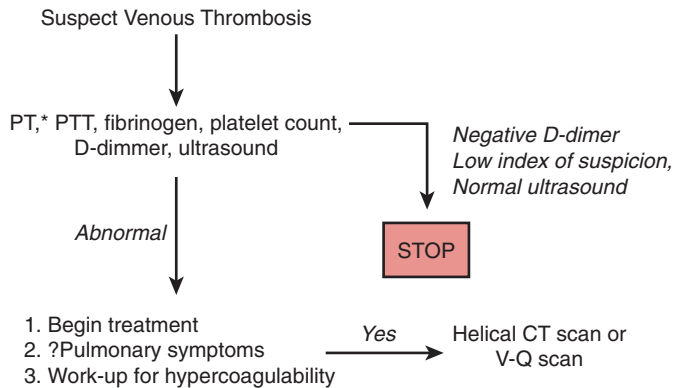 Suspect Venous Thrombosis
PT,* PTT, fibrinogen, platelet count,
D-dimmer, ultrasound
Negative D-dimer
Low index of suspicion,
Normal ultrasound
Abnormal
STOP
1. Begin treatment
2. ?Pulmonary symptoms
3. Work-up for hypercoagulability
Yes
Helical CT scan or
V-Q scan